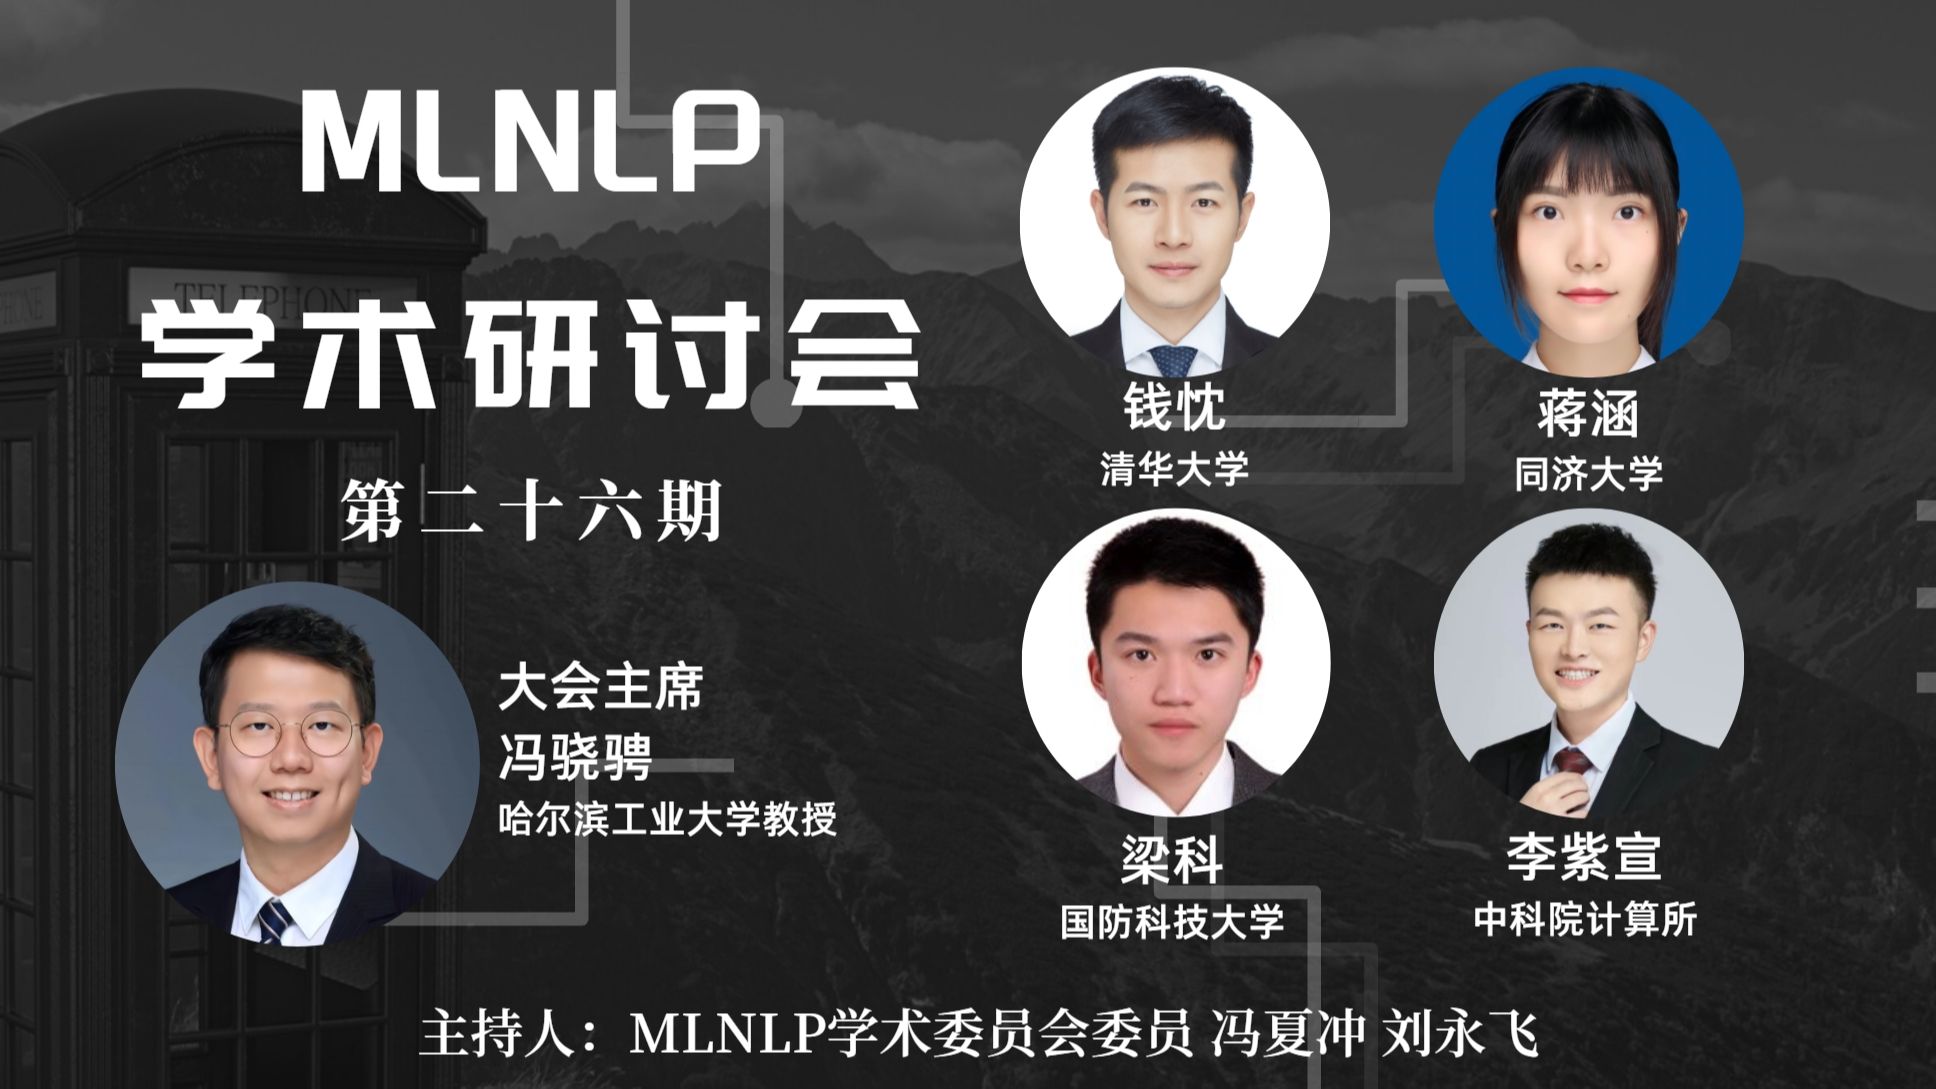 MLNLP
学术研讨会
第二十六期
大会主席
冯骁骋
哈尔滨工业大学教授
钱忱
清华大学
蒋涵
同济大学
梁科
国防科技大学
李紫宣
中科院计算所
主持人：MLNLP学术委员会委员 冯夏冲 刘永飞
TELEPHONE
PHONE